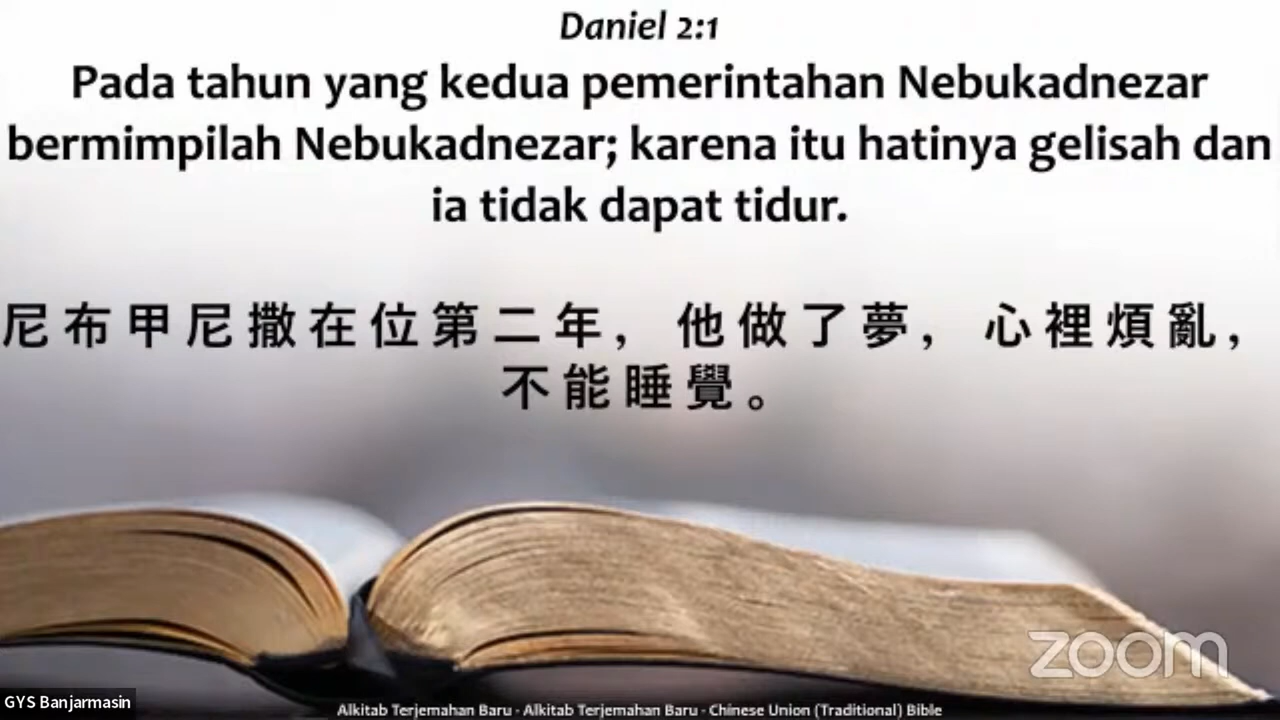 Daniel 2:1
Pada tahun yang kedua pemerintahan Nebukadnezar
bermimpilah Nebukadnezar; karena itu hatinya gelisah dan
ia tidak dapat tidur.
尼布甲尼撒在位第二年，他做了夢，心裡煩亂，
不能睡覺。
zoom
GYS Banjarmasin
Alkitab Terjemahan Baru - Alkitab Terjemahan Baru - Chinese Union (Traditional) Bible